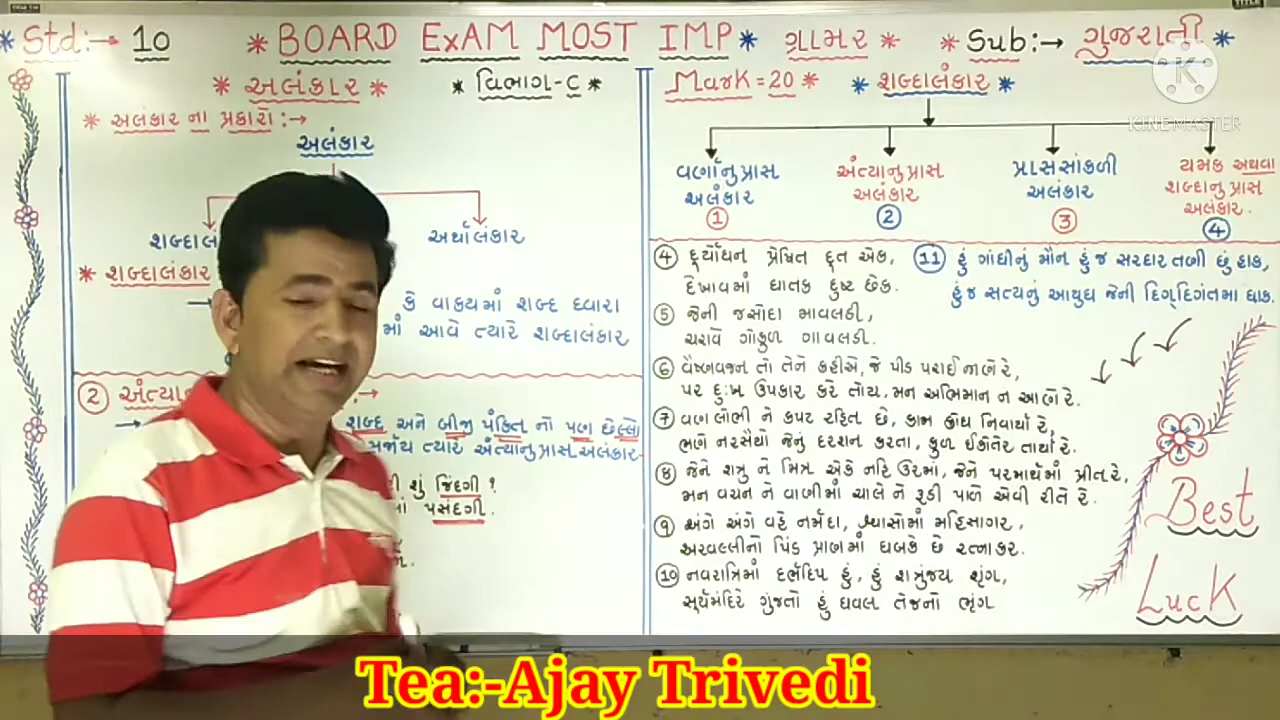 * Std:→ 10 * BOARD ExAM MOST IMP * ગ્રામર * * Sub:→ ગુજરાતી *
* અલંકાર * * વિભાગ-C *
* અલંકાર ના પ્રકારો:→
અલંકાર
શબ્દાલ
અર્થાલંકાર
* શબ્દાલંકાર
→ કે વાકયમાં શબ્દ દ્વારા
માં આવે ત્યારે શબ્દાલંકાર
② અંત્યા :→
→ શબ્દ અને બીજી પંકિત નો પણ છેલ્લો
સર્જાય ત્યારે અંત્યાનુપ્રાસ અલંકાર-
શું જિંદગી ?
પસંદગી.
Mark = 20 * * શબ્દાલંકાર *
વર્ણાનુપ્રાસ અલંકાર ①
અંત્યાનુપ્રાસ અલંકાર ②
પ્રાસસાંકળી અલંકાર ③
યમક અથવા શબ્દાનુપ્રાસ અલંકાર. ④
④ દૂર્યોધન પ્રેષિત દૂત એક,
દેખાવમાં ઘાતક દુષ્ટ છેક.
⑤ જેની જસોદા માવલડી,
ચરાવે ગોકુળ ગાવલડી.
⑥ વૈષ્ણવજન તો તેને કહીએ, જે પીડ પરાઈ જાણે રે,
પર દુઃખ ઉપકાર કરે તોય, મન અભિમાન ન આણે રે.
⑦ વણલોભી ને કપટ રહિત છે, કામ ક્રોધ નિવાર્યા રે,
ભણે નરસૈયો જેનું દરશન કરતા, કુળ ઈકોતેર તાર્યા રે.
⑧ જેને શત્રુ ને મિત્ર એકે નહિ ઉરમાં, જેને પરમાર્થમાં પ્રીત રે,
મન વચન ને વાણીમાં ચાલે ને રૂડી પાળે એવી રીતે રે.
⑨ અંગે અંગે વહે નર્મદા, શ્વાસોમાં મહિસાગર,
અરવલ્લીનો પિંડ પ્રાણમાં ધબકે છે રત્નાકર.
⑩ નવરાત્રિમાં દર્ભદિપ હું, હું શત્રુંજય શૃંગ,
સૂર્યમંદિરે ગુંજતો હું ધવલ તેજનો ભૃંગ
⑪ હું ગાંધીનું મૌન હું જ સરદાર તણી છું હાક,
હું જ સત્યનું આયુધ જેની દિગ્‌દિગંતમા ધાક.
Best
Luck
KINEMASTER
Tea:-Ajay Trivedi